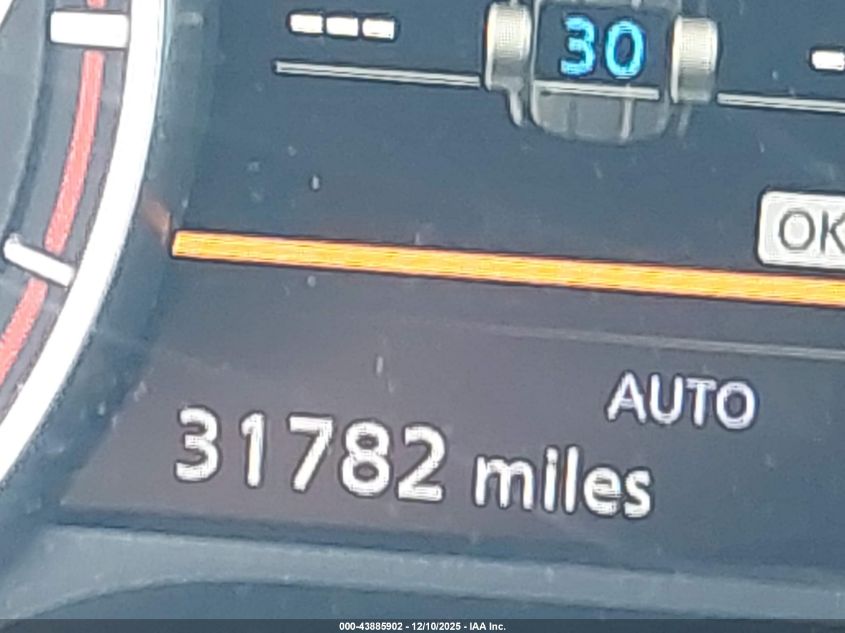 --- 30
OK
AUTO
31782 miles
000-43885902 - 12/10/2025 - IAA Inc.